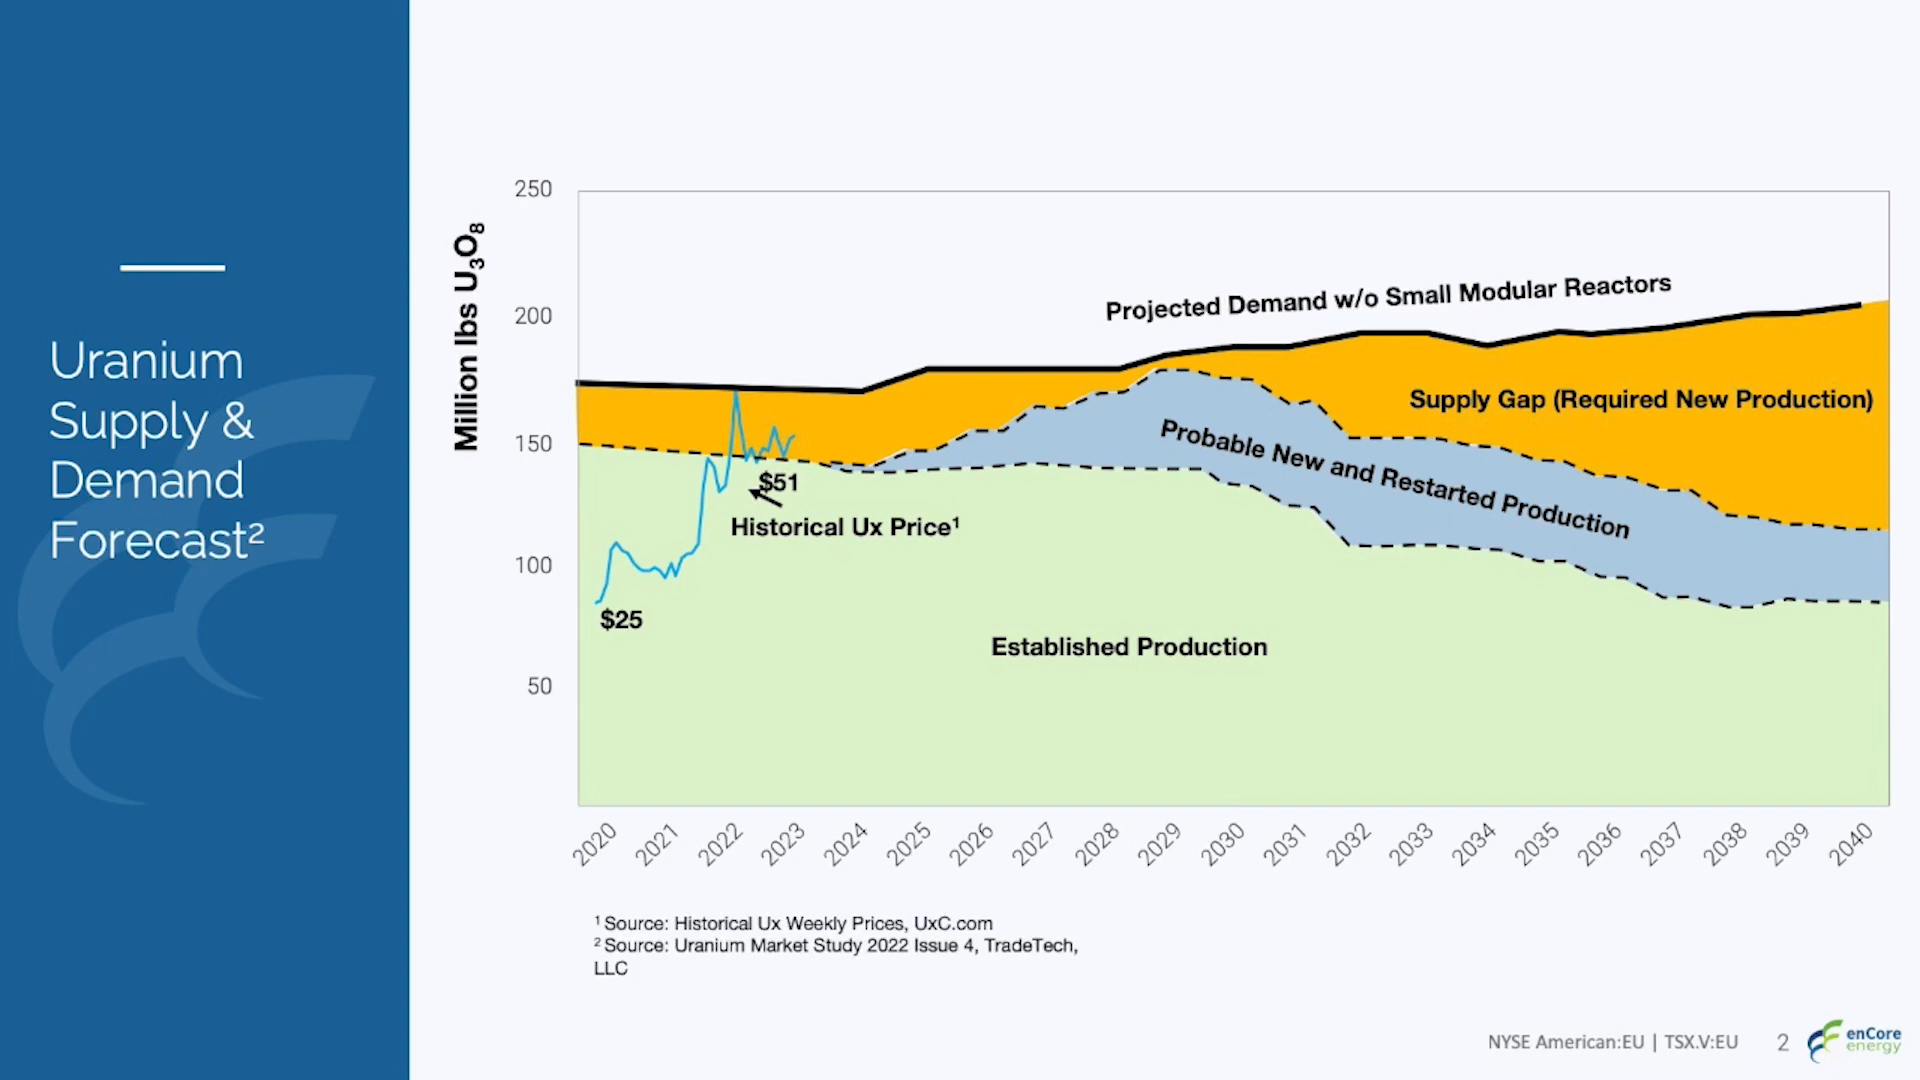 Uranium
Supply &
Demand
Forecast²
Million lbs U₃O₈
250
200
150
100
50
Projected Demand w/o Small Modular Reactors
Supply Gap (Required New Production)
Probable New and Restarted Production
$51
Historical Ux Price¹
$25
Established Production
2020
2021
2022
2023
2024
2025
2026
2027
2028
2029
2030
2031
2032
2033
2034
2035
2036
2037
2038
2039
2040
¹ Source: Historical Ux Weekly Prices, UxC.com
² Source: Uranium Market Study 2022 Issue 4, TradeTech,
LLC
NYSE American:EU | TSX.V:EU
2
enCore
energy